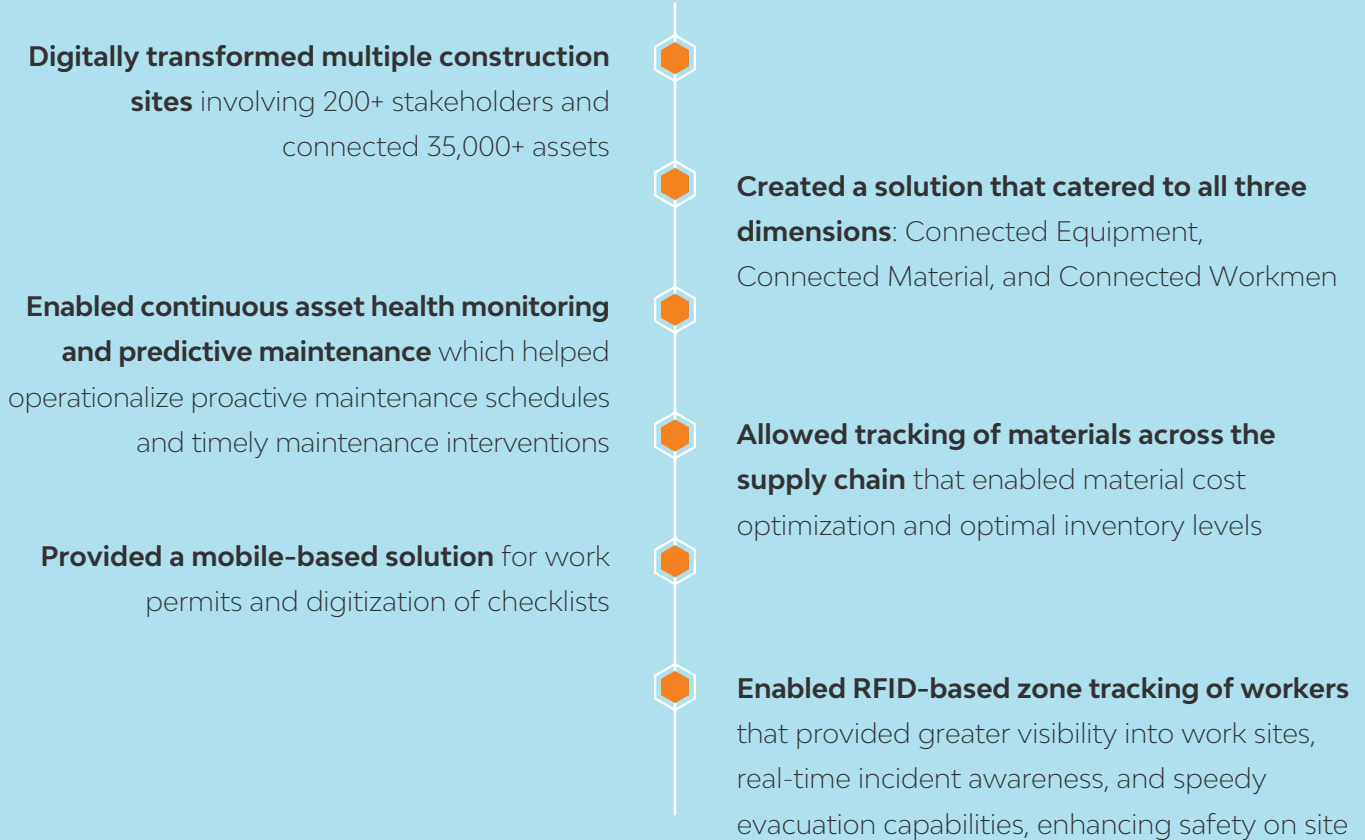 Digitally transformed multiple construction
sites involving 200+ stakeholders and
connected 35,000+ assets
Created a solution that catered to all three
dimensions: Connected Equipment,
Connected Material, and Connected Workmen
Enabled continuous asset health monitoring
and predictive maintenance which helped
operationalize proactive maintenance schedules
and timely maintenance interventions
Allowed tracking of materials across the
supply chain that enabled material cost
optimization and optimal inventory levels
Provided a mobile-based solution for work
permits and digitization of checklists
Enabled RFID-based zone tracking of workers
that provided greater visibility into work sites,
real-time incident awareness, and speedy
evacuation capabilities, enhancing safety on site